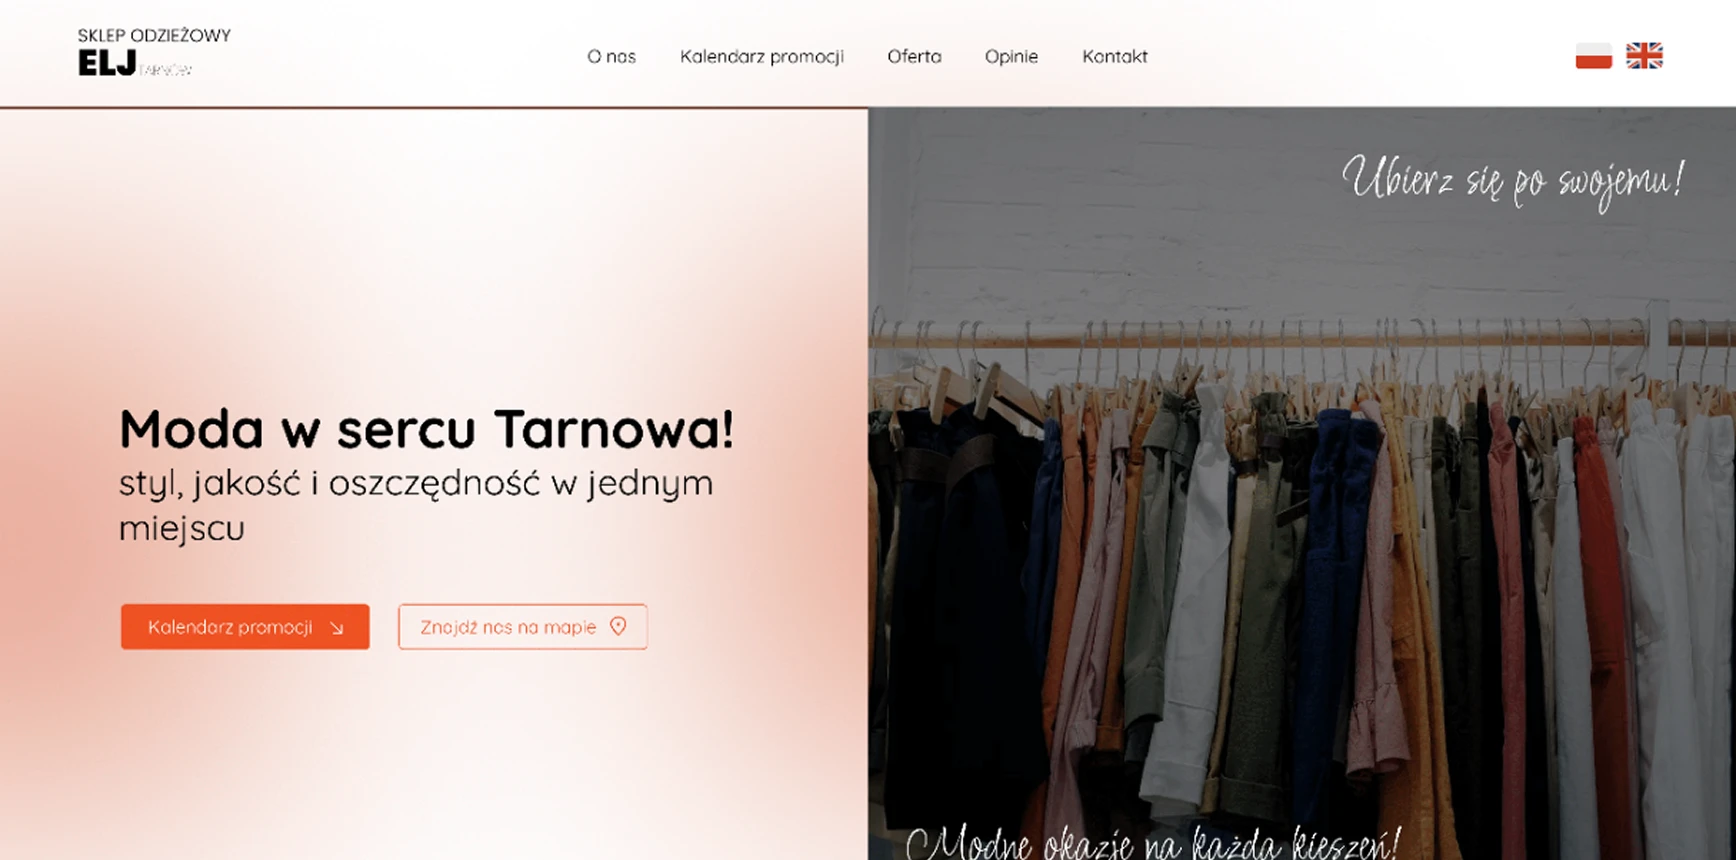 SKLEP ODZIEŻOWY
ELJ TARNÓW
O nas
Kalendarz promocji
Oferta
Opinie
Kontakt
Ubierz się po swojemu!
Moda w sercu Tarnowa!
styl, jakość i oszczędność w jednym
miejscu
Kalendarz promocji
Znajdź nas na mapie
Modne okazje na każdą kieszeń!